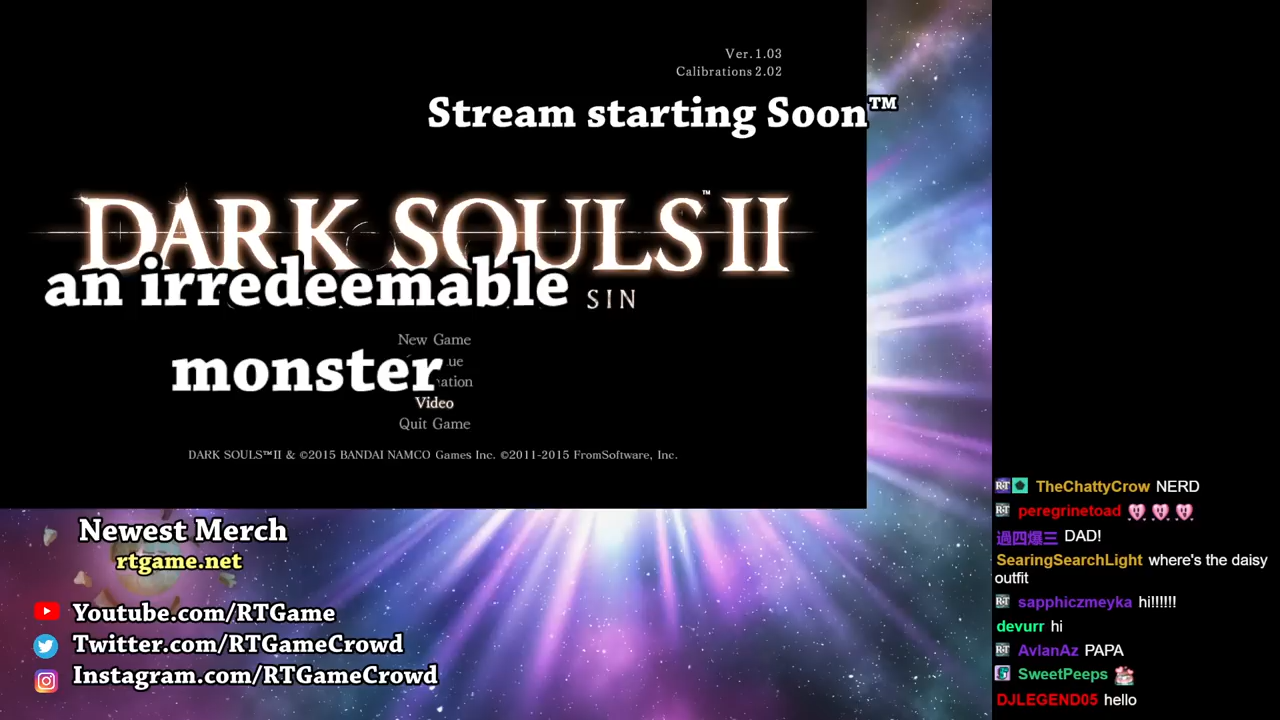 Ver. 1.03
Calibrations 2.02
Stream starting Soon™
DARK SOULS™ II
an irredeemable
SIN
New Game
monster
Video
Quit Game
DARK SOULS™II & ©2015 BANDAI NAMCO Games Inc. ©2011-2015 FromSoftware, Inc.
Newest Merch
rtgame.net
Youtube.com/RTGame
Twitter.com/RTGameCrowd
Instagram.com/RTGameCrowd
TheChattyCrow NERD
peregrinetoad
過四爆三 DAD!
SearingSearchLight where's the daisy
outfit
sapphiczmeyka hi!!!!!!
devurr hi
AvlanAz PAPA
SweetPeeps
DJLEGEND05 hello